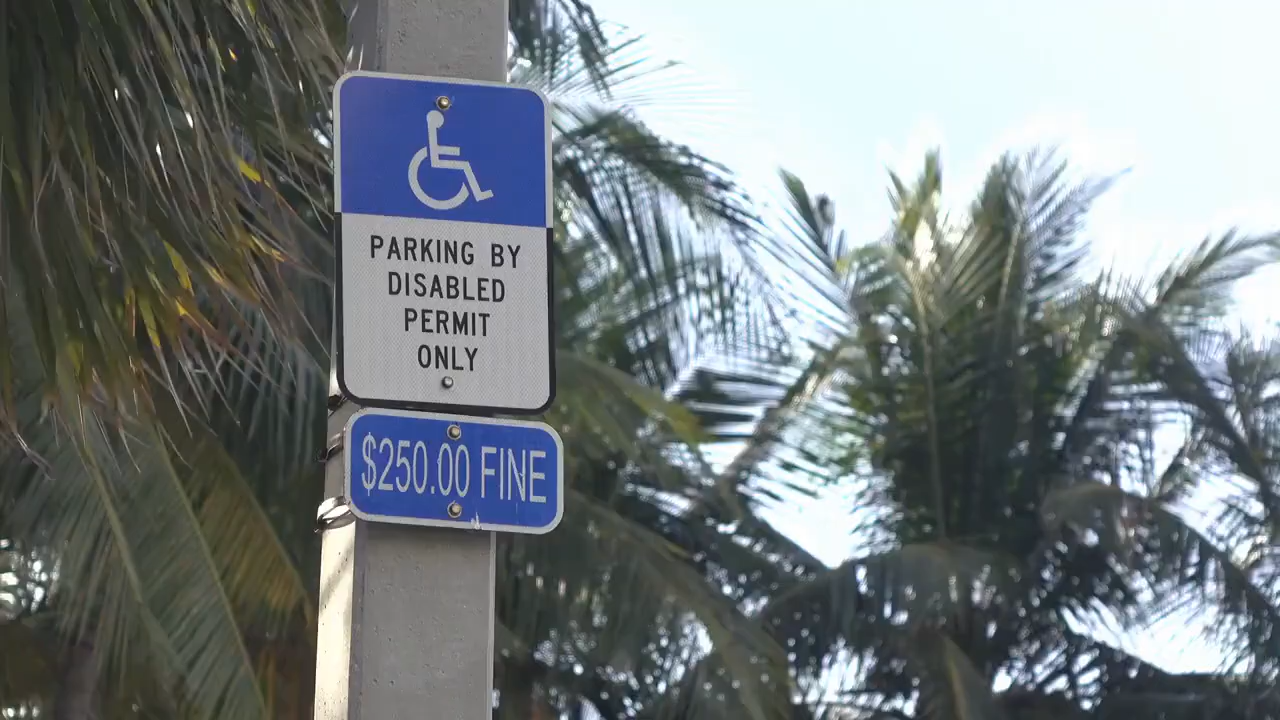 PARKING BY
DISABLED
PERMIT
ONLY
$250.00 FINE